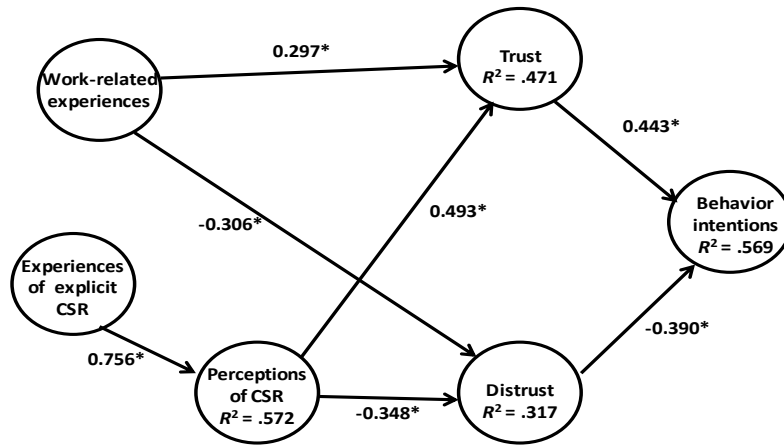 Work-related
experiences
0.297*
Trust
R² = .471
0.443*
-0.306*
0.493*
Behavior
intentions
R² = .569
Experiences
of explicit
CSR
0.756*
Perceptions
of CSR
R² = .572
-0.348*
Distrust
R² = .317
-0.390*